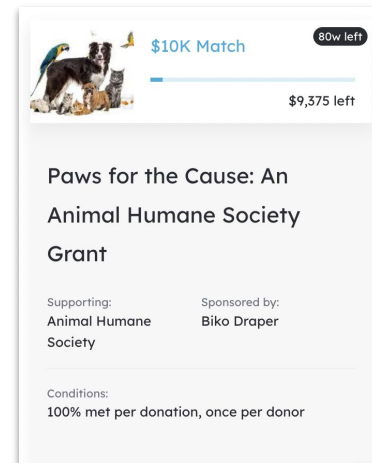 $10K Match
80w left
$9,375 left
Paws for the Cause: An
Animal Humane Society
Grant
Supporting:
Animal Humane
Society
Sponsored by:
Biko Draper
Conditions:
100% met per donation, once per donor